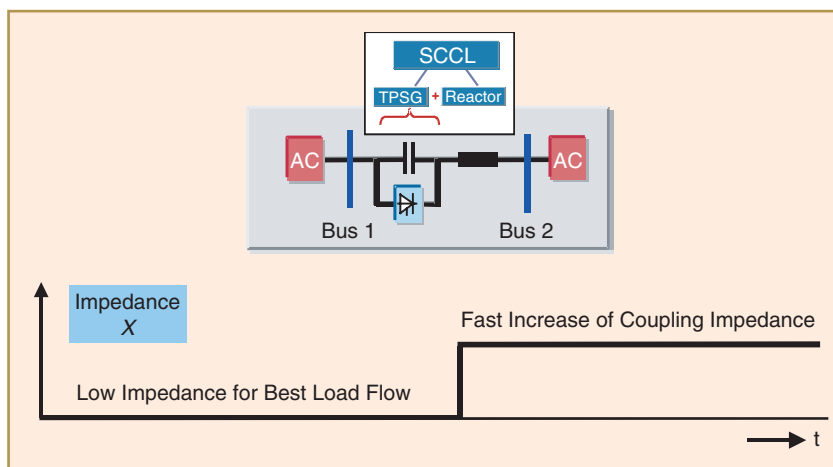 SCCL
TPSG + Reactor
AC
AC
Bus 1
Bus 2
Impedance
X
Fast Increase of Coupling Impedance
Low Impedance for Best Load Flow
t